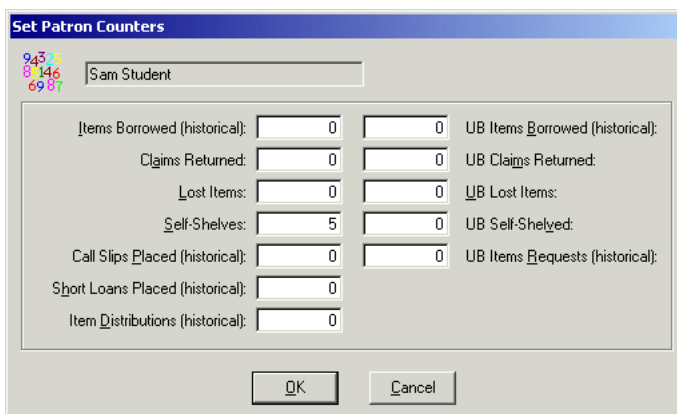 Set Patron Counters
94325
85146
6987
Sam Student
Items Borrowed (historical): 0 0 UB Items Borrowed (historical):
Claims Returned: 0 0 UB Claims Returned:
Lost Items: 0 0 UB Lost Items:
Self-Shelves: 5 0 UB Self-Shelved:
Call Slips Placed (historical): 0 0 UB Items Requests (historical):
Short Loans Placed (historical): 0
Item Distributions (historical): 0
OK Cancel